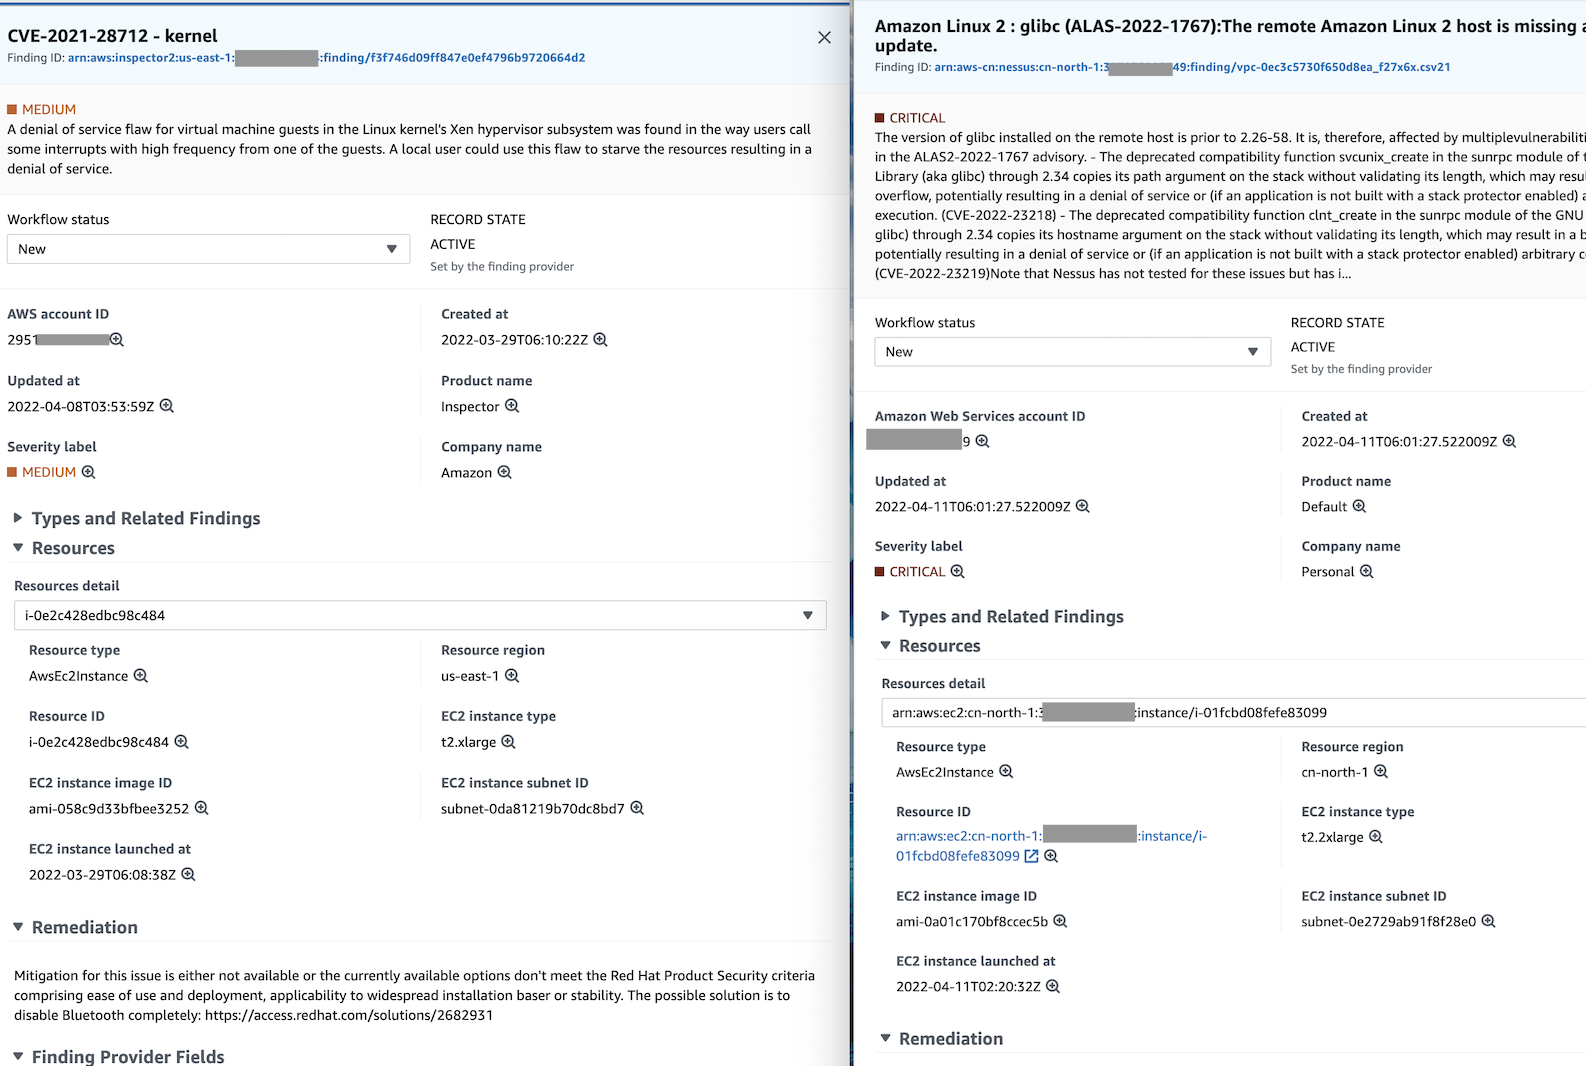 CVE-2021-28712 - kernel
Finding ID: arn:aws:inspector2:us-east-1: :finding/f3f746d09ff847e0ef4796b9720664d2
MEDIUM
A denial of service flaw for virtual machine guests in the Linux kernel's Xen hypervisor subsystem was found in the way users call
some interrupts with high frequency from one of the guests. A local user could use this flaw to starve the resources resulting in a
denial of service.
Workflow status
New
RECORD STATE
ACTIVE
Set by the finding provider
AWS account ID
2951
Created at
2022-03-29T06:10:22Z
Updated at
2022-04-08T03:53:59Z
Product name
Inspector
Severity label
MEDIUM
Company name
Amazon
Types and Related Findings
Resources
Resources detail
i-0e2c428edbc98c484
Resource type
AwsEc2Instance
Resource region
us-east-1
Resource ID
i-0e2c428edbc98c484
EC2 instance type
t2.xlarge
EC2 instance image ID
ami-058c9d33bfbee3252
EC2 instance subnet ID
subnet-0da81219b70dc8bd7
EC2 instance launched at
2022-03-29T06:08:38Z
Remediation
Mitigation for this issue is either not available or the currently available options don't meet the Red Hat Product Security criteria
comprising ease of use and deployment, applicability to widespread installation baser or stability. The possible solution is to
disable Bluetooth completely: https://access.redhat.com/solutions/2682931
Finding Provider Fields
Amazon Linux 2 : glibc (ALAS-2022-1767):The remote Amazon Linux 2 host is missing a
update.
Finding ID: arn:aws-cn:nessus:cn-north-1:3 49:finding/vpc-0ec3c5730f650d8ea_f27x6x.csv21
CRITICAL
The version of glibc installed on the remote host is prior to 2.26-58. It is, therefore, affected by multiplevulnerabiliti
in the ALAS2-2022-1767 advisory. - The deprecated compatibility function svcunix_create in the sunrpc module of t
Library (aka glibc) through 2.34 copies its path argument on the stack without validating its length, which may resul
overflow, potentially resulting in a denial of service or (if an application is not built with a stack protector enabled) a
execution. (CVE-2022-23218) - The deprecated compatibility function clnt_create in the sunrpc module of the GNU
glibc) through 2.34 copies its hostname argument on the stack without validating its length, which may result in a b
potentially resulting in a denial of service or (if an application is not built with a stack protector enabled) arbitrary c
(CVE-2022-23219)Note that Nessus has not tested for these issues but has i...
Workflow status
New
RECORD STATE
ACTIVE
Set by the finding provider
Amazon Web Services account ID
9
Created at
2022-04-11T06:01:27.522009Z
Updated at
2022-04-11T06:01:27.522009Z
Product name
Default
Severity label
CRITICAL
Company name
Personal
Types and Related Findings
Resources
Resources detail
arn:aws:ec2:cn-north-1:3 :instance/i-01fcbd08fefe83099
Resource type
AwsEc2Instance
Resource region
cn-north-1
Resource ID
arn:aws:ec2:cn-north-1: :instance/i-
01fcbd08fefe83099
EC2 instance type
t2.2xlarge
EC2 instance image ID
ami-0a01c170bf8ccec5b
EC2 instance subnet ID
subnet-0e2729ab91f8f28e0
EC2 instance launched at
2022-04-11T02:20:32Z
Remediation